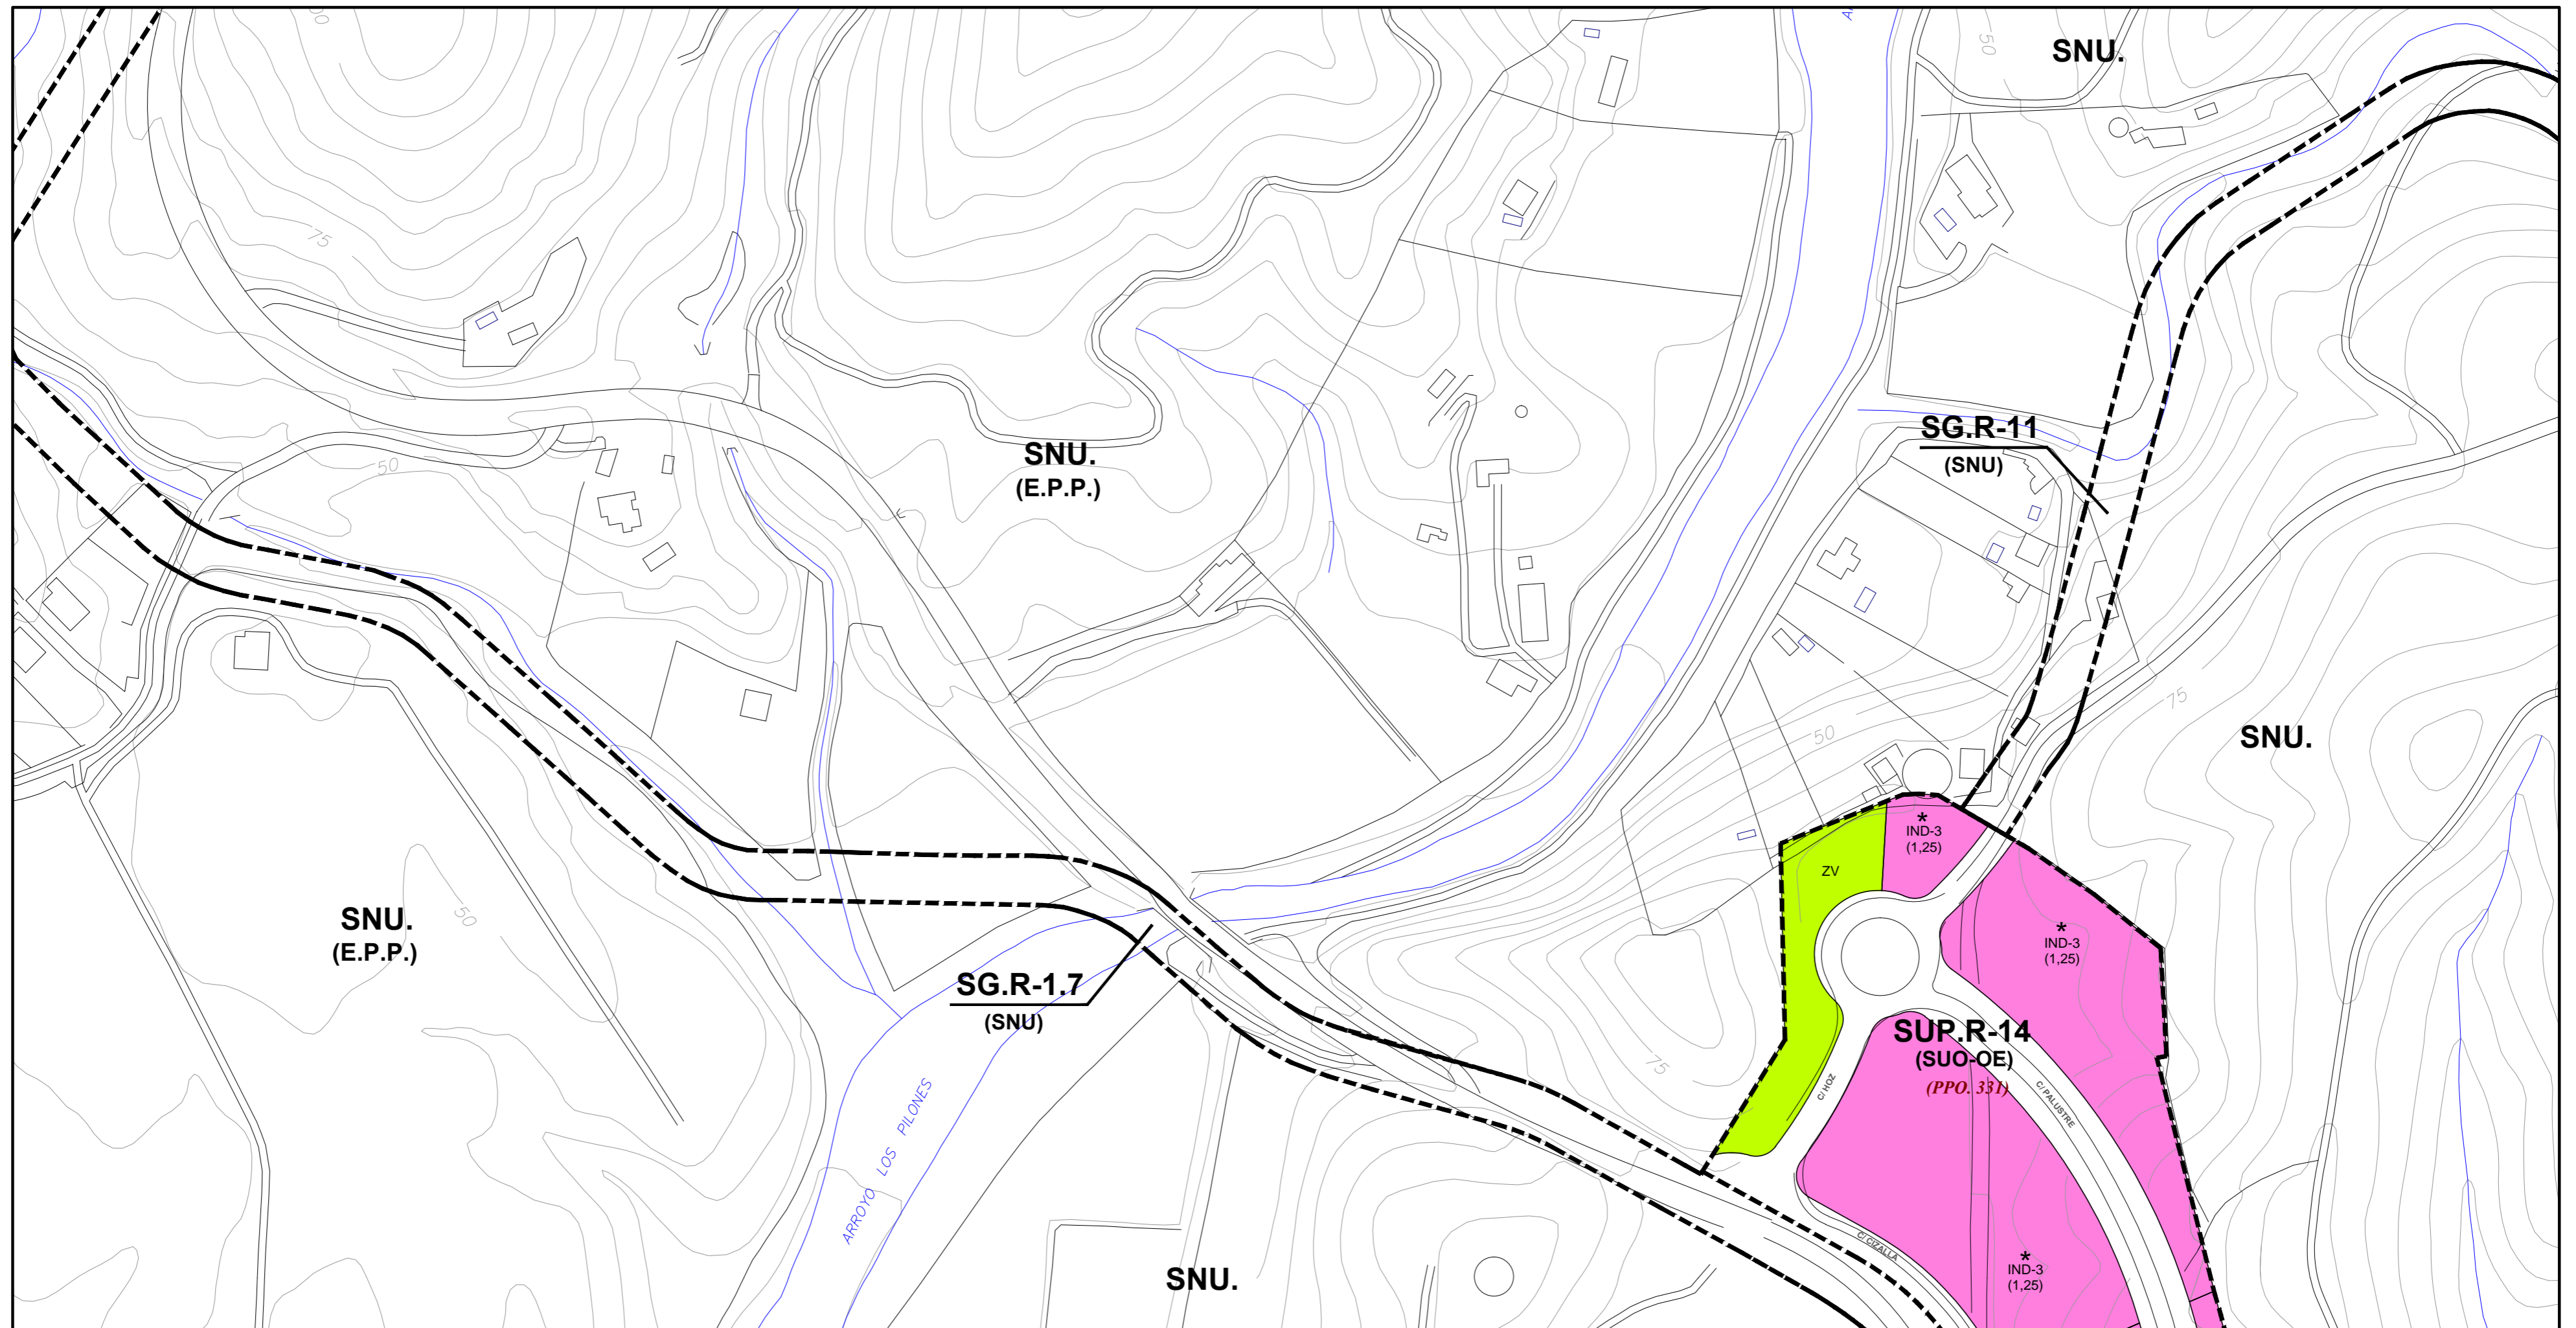 50
50
A
SNU.
75
SG.R-11
(SNU)
SNU.
(E.P.P.)
50
75
SNU.
50
*
IND-3
(1,25)
ZV
SNU.
(E.P.P.)
50
*
IND-3
(1,25)
SG.R-1.7
(SNU)
SUP.R-14
(SUO-OE)
(PPO. 331)
75
C/ HOZ
C/ PALUSTRE
ARROYO LOS PILONES
C/ CIZALLA
SNU.
*
IND-3
(1,25)